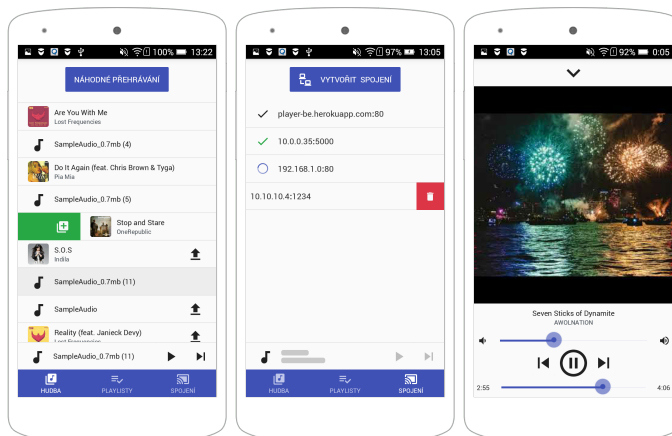 100% 13:22
NÁHODNÉ PŘEHRÁVÁNÍ
Are You With Me
Lost Frequencies
SampleAudio_0.7mb (4)
Do It Again (feat. Chris Brown & Tyga)
Pia Mia
SampleAudio_0.7mb (5)
Stop and Stare
OneRepublic
S.O.S
Indila
SampleAudio_0.7mb (11)
SampleAudio
Reality (feat. Janieck Devy)
Lost Frequencies
SampleAudio_0.7mb (11)
HUDBA PLAYLISTY SPOJENÍ
97% 13:05
VYTVOŘIT SPOJENÍ
player-be.herokuapp.com:80
10.0.0.35:5000
192.168.1.0:80
10.10.10.4:1234
HUDBA PLAYLISTY SPOJENÍ
92% 0:05
Seven Sticks of Dynamite
AWOLNATION
2:55 4:06